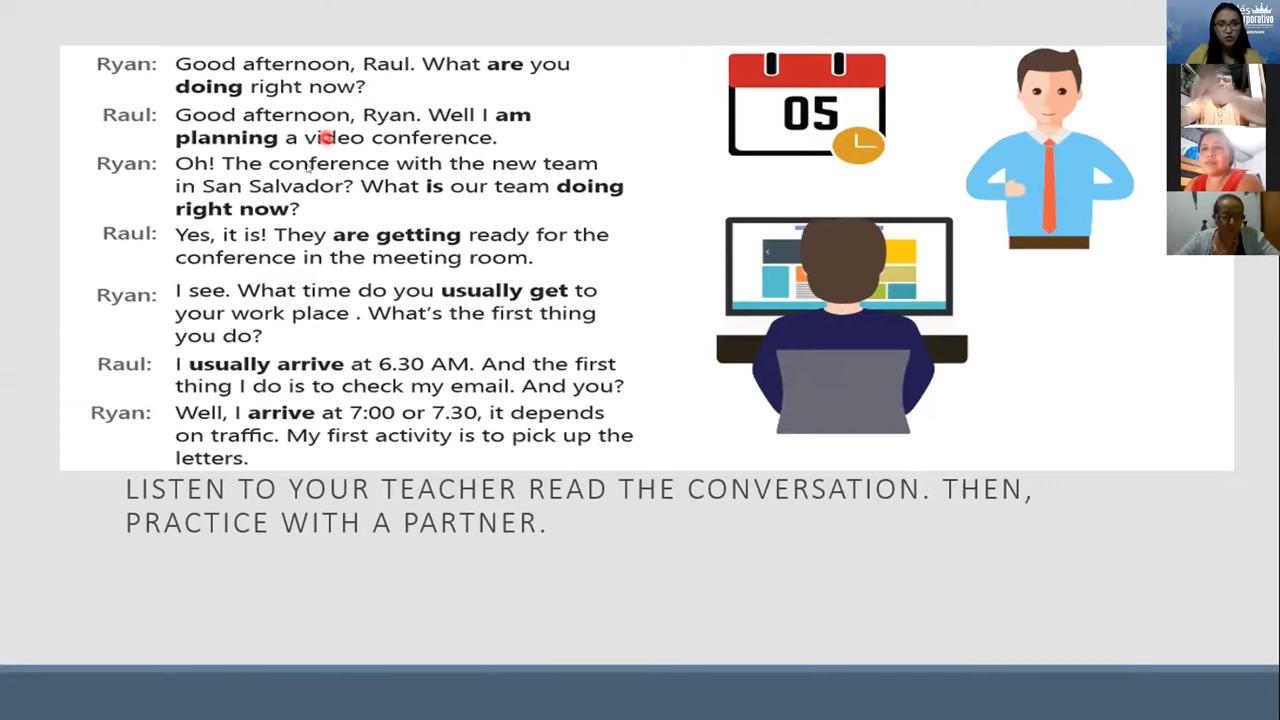 Ryan: Good afternoon, Raul. What are you
doing right now?
Raul: Good afternoon, Ryan. Well I am
planning a video conference.
Ryan: Oh! The conference with the new team
in San Salvador? What is our team doing
right now?
Raul: Yes, it is! They are getting ready for the
conference in the meeting room.
Ryan: I see. What time do you usually get to
your work place . What's the first thing
you do?
Raul: I usually arrive at 6.30 AM. And the first
thing I do is to check my email. And you?
Ryan: Well, I arrive at 7:00 or 7.30, it depends
on traffic. My first activity is to pick up the
letters.
05
LISTEN TO YOUR TEACHER READ THE CONVERSATION. THEN,
PRACTICE WITH A PARTNER.